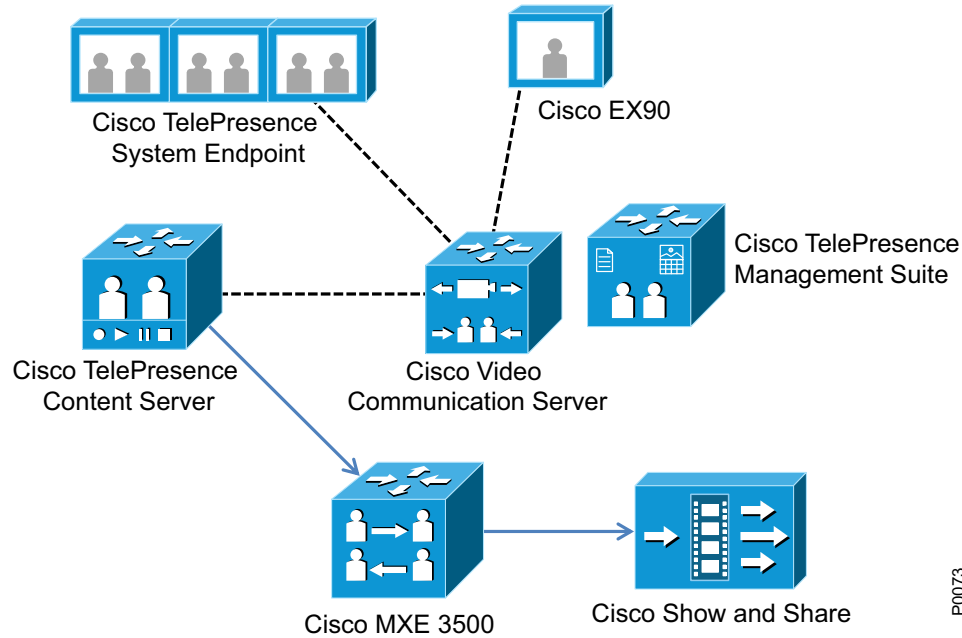 Cisco TelePresence
System Endpoint
Cisco EX90
Cisco TelePresence
Management Suite
Cisco TelePresence
Content Server
Cisco Video
Communication Server
Cisco MXE 3500
Cisco Show and Share
P0073